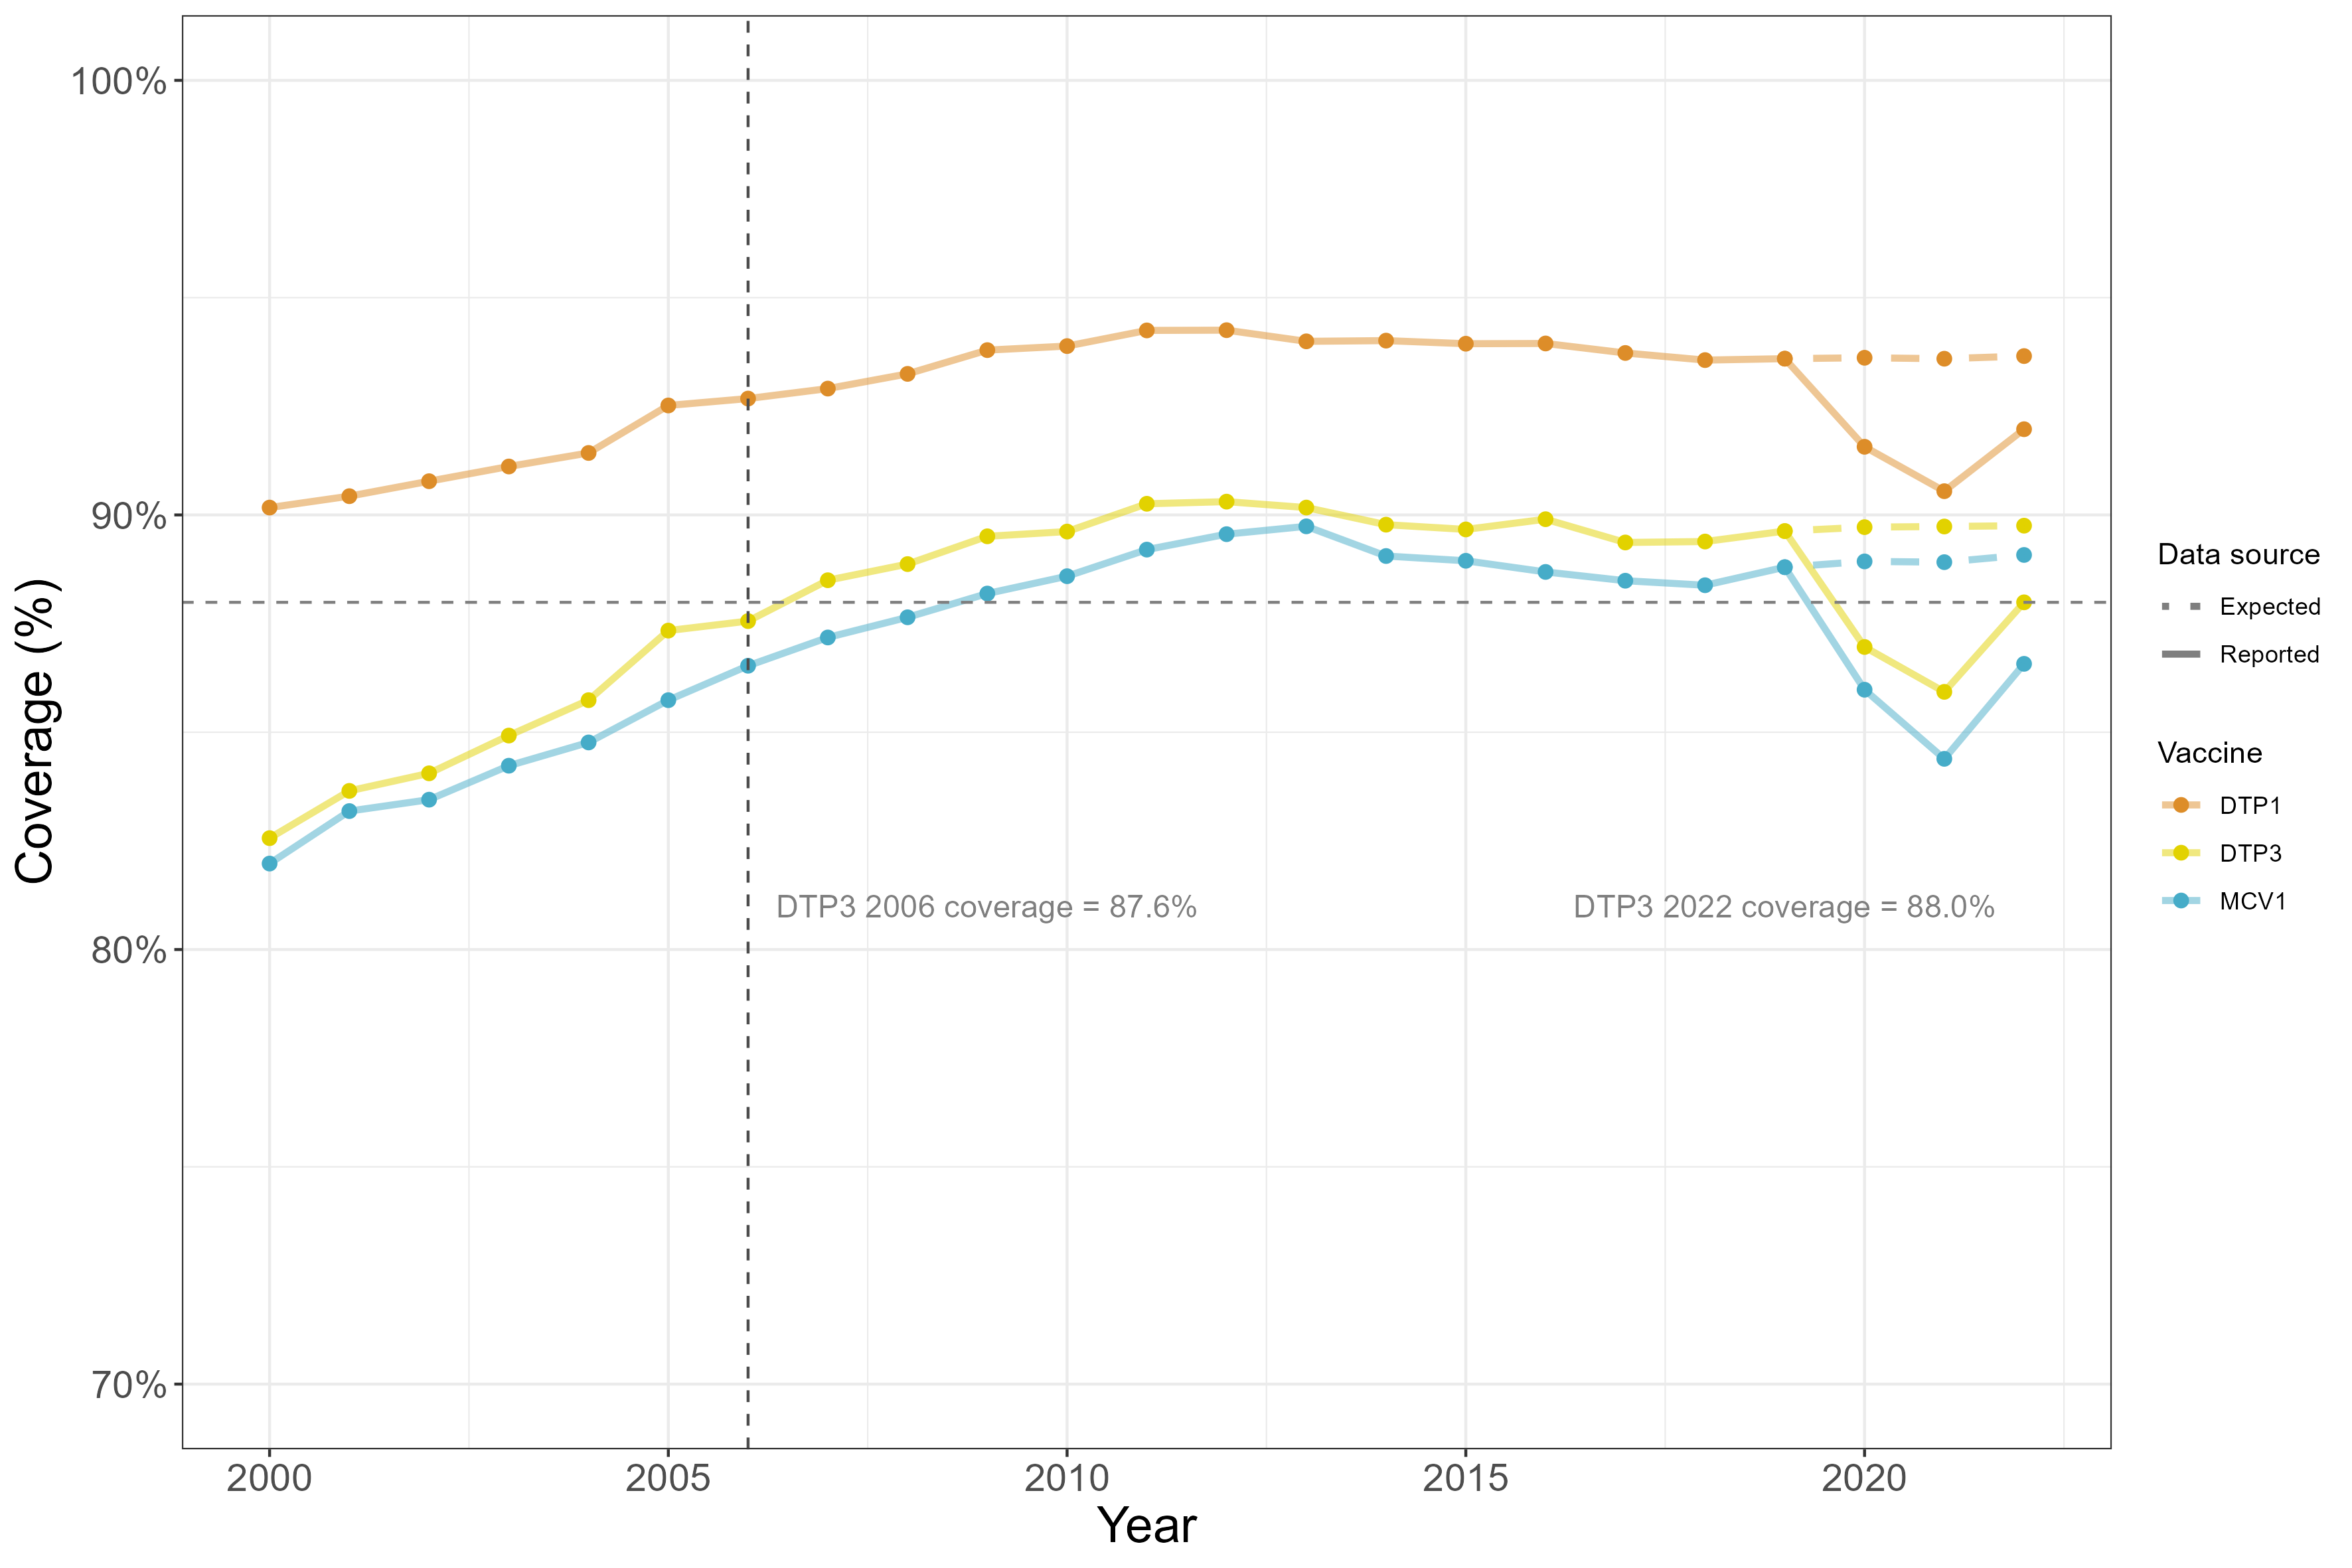 100%
90%
80%
70%
Coverage (%)
DTP3 2006 coverage = 87.6%
DTP3 2022 coverage = 88.0%
2000
2005
2010
2015
2020
Year
Data source
Expected
Reported
Vaccine
DTP1
DTP3
MCV1